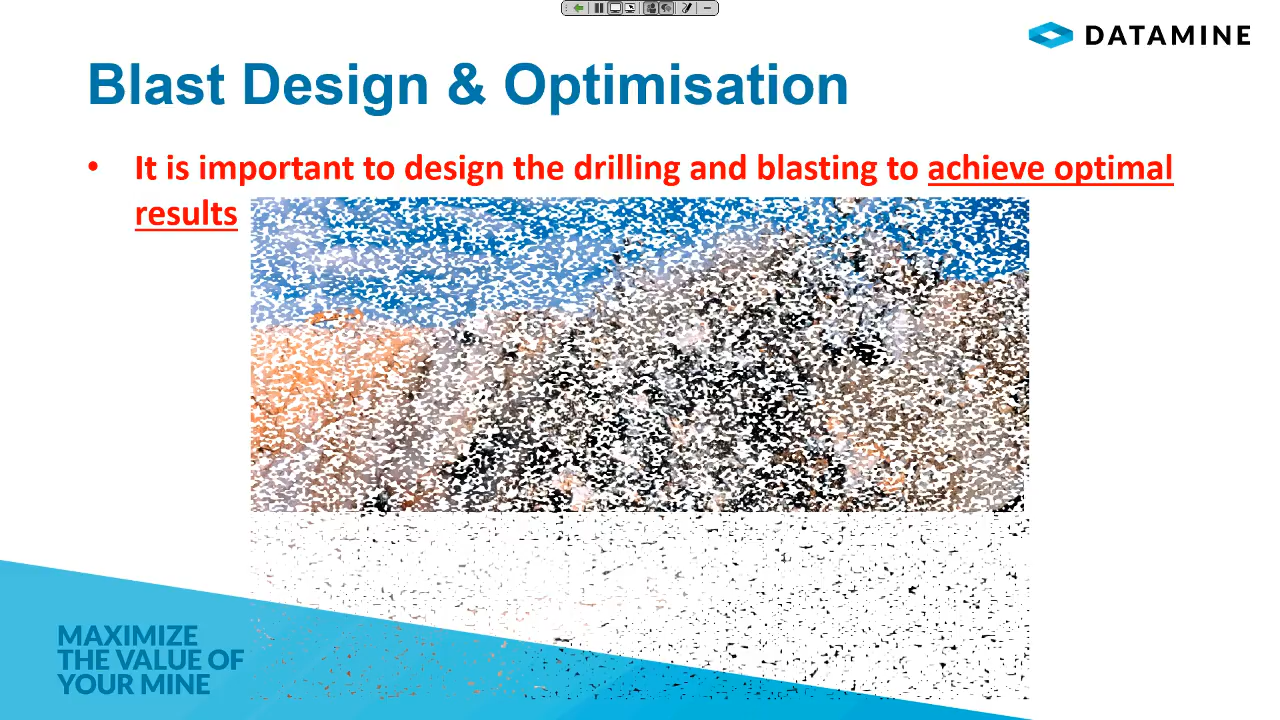 DATAMINE
Blast Design & Optimisation
• It is important to design the drilling and blasting to achieve optimal
results
MAXIMIZE
THE VALUE OF
YOUR MINE